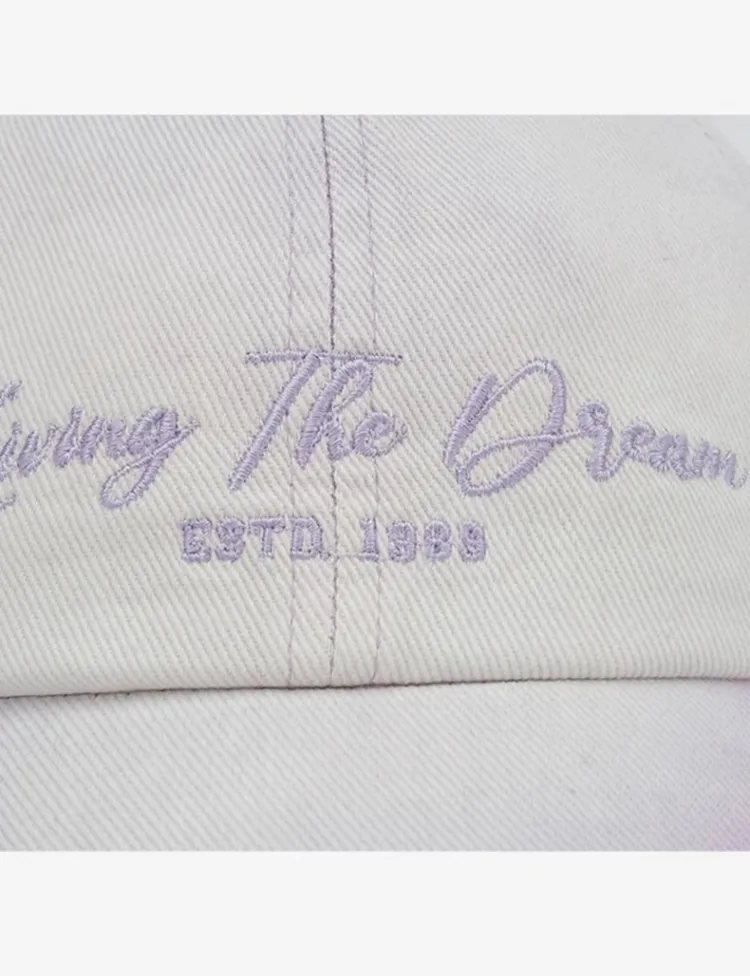 Living The Dream
ESTD. 1989